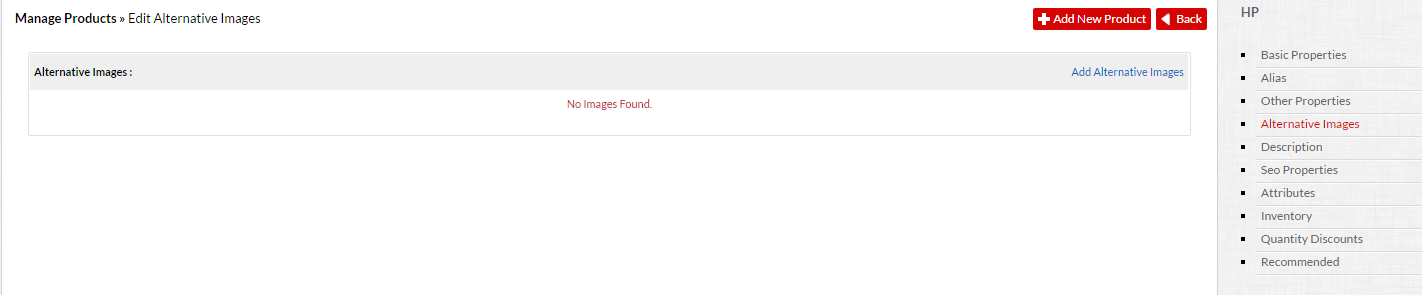 Manage Products » Edit Alternative Images
Add New Product
Back
Alternative Images :
Add Alternative Images
No Images Found.
HP
Basic Properties
Alias
Other Properties
Alternative Images
Description
Seo Properties
Attributes
Inventory
Quantity Discounts
Recommended